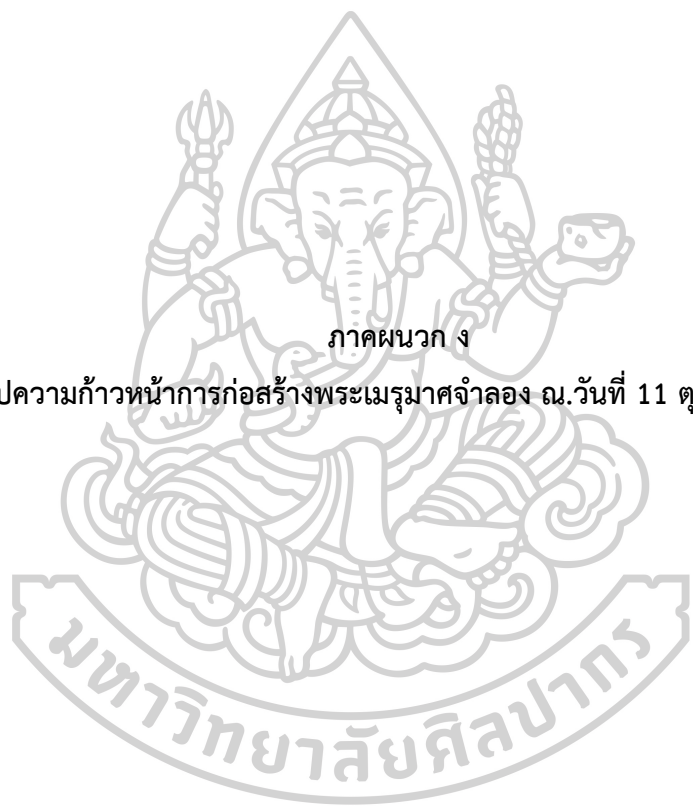 ภาคผนวก ง
ความก้าวหน้าการก่อสร้างพระเมรุมาศจำลอง ณ.วันที่ 11
มหาวิทยาลัยศิลปากร